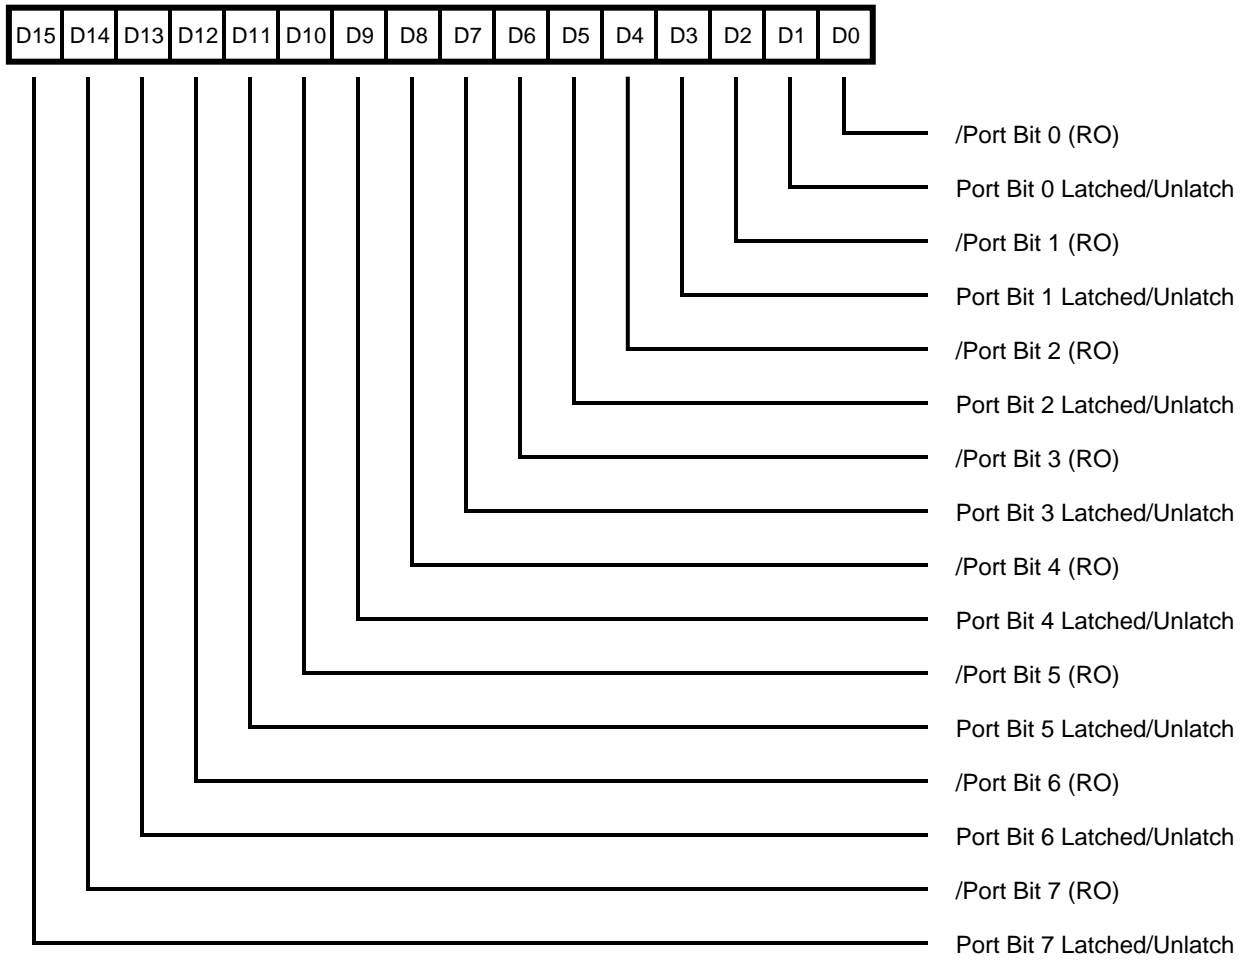 D15 D14 D13 D12 D11 D10 D9 D8 D7 D6 D5 D4 D3 D2 D1 D0
/Port Bit 0 (RO)
Port Bit 0 Latched/Unlatch
/Port Bit 1 (RO)
Port Bit 1 Latched/Unlatch
/Port Bit 2 (RO)
Port Bit 2 Latched/Unlatch
/Port Bit 3 (RO)
Port Bit 3 Latched/Unlatch
/Port Bit 4 (RO)
Port Bit 4 Latched/Unlatch
/Port Bit 5 (RO)
Port Bit 5 Latched/Unlatch
/Port Bit 6 (RO)
Port Bit 6 Latched/Unlatch
/Port Bit 7 (RO)
Port Bit 7 Latched/Unlatch